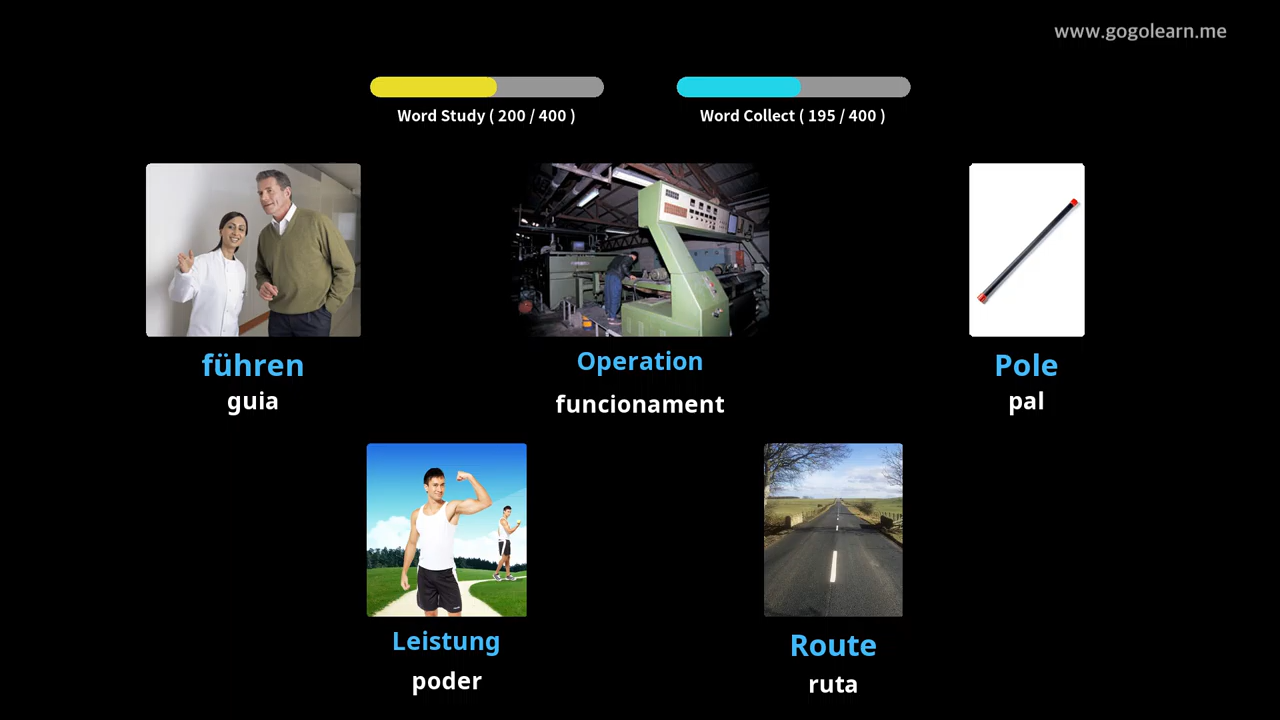 www.gogolearn.me
Word Study ( 200 / 400 )
Word Collect ( 195 / 400 )
führen
guia
Operation
funcionament
Pole
pal
Leistung
poder
Route
ruta